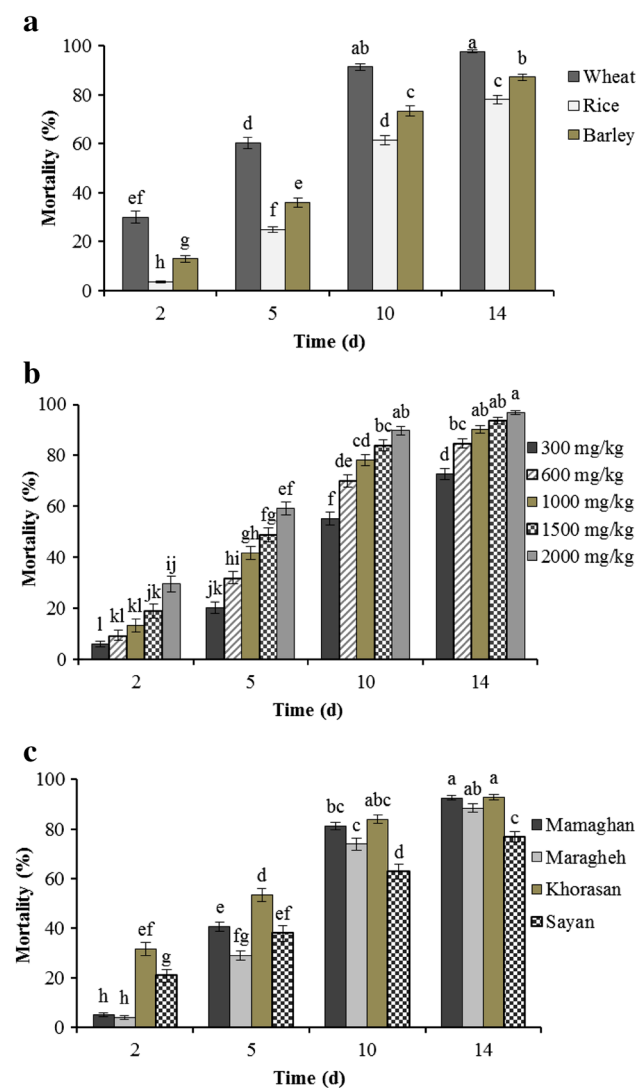 a
100
80
60
40
20
0
Mortality (%)
ef
h
g
d
f
e
ab
d
c
a
c
b
2 5 10 14
Time (d)
Wheat
Rice
Barley
b
100
80
60
40
20
0
Mortality (%)
l kl kl jk ij
jk hi gh fg ef
f de cd bc ab
d bc ab ab a
2 5 10 14
Time (d)
300 mg/kg
600 mg/kg
1000 mg/kg
1500 mg/kg
2000 mg/kg
c
100
80
60
40
20
0
Mortality (%)
h h ef g
e fg d ef
bc c abc d
a ab a c
2 5 10 14
Time (d)
Mamaghan
Maragheh
Khorasan
Sayan